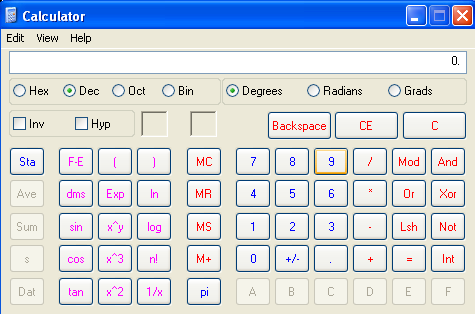 Calculator
Edit View Help
0.
Hex Dec Oct Bin Degrees Radians Grads
Inv Hyp Backspace CE C
Sta F-E ( ) MC 7 8 9 / Mod And
Ave dms Exp ln MR 4 5 6 * Or Xor
Sum sin x^y log MS 1 2 3 - Lsh Not
s cos x^3 n! M+ 0 +/- . + = Int
Dat tan x^2 1/x pi A B C D E F